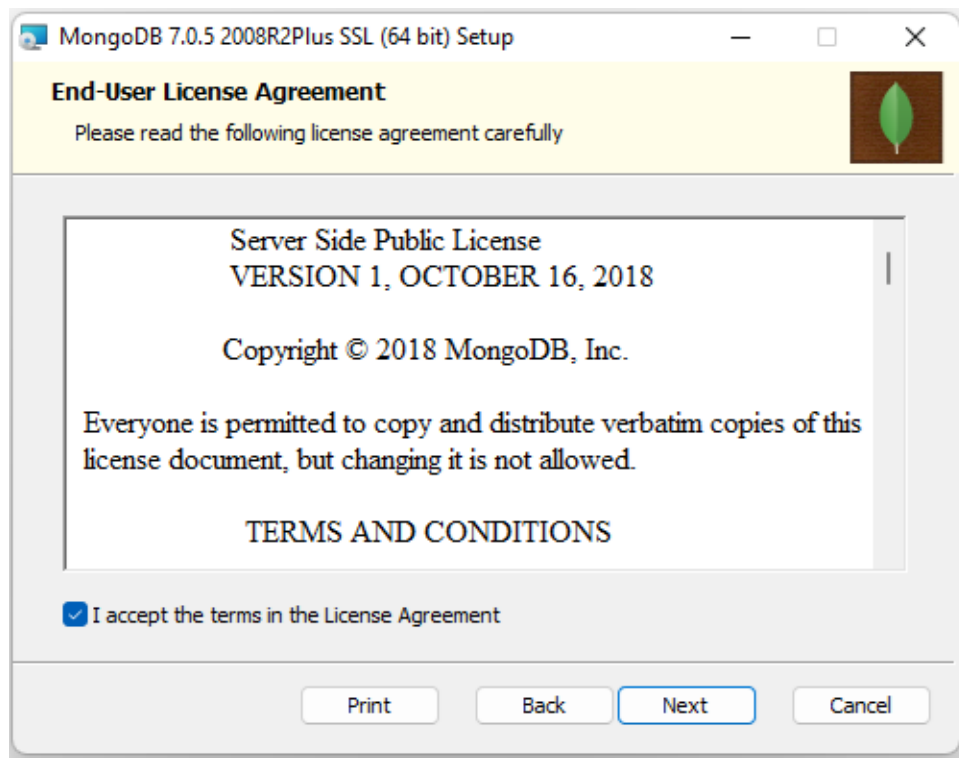 MongoDB 7.0.5 2008R2Plus SSL (64 bit) Setup
End-User License Agreement
Please read the following license agreement carefully
Server Side Public License
VERSION 1, OCTOBER 16, 2018
Copyright © 2018 MongoDB, Inc.
Everyone is permitted to copy and distribute verbatim copies of this
license document, but changing it is not allowed.
TERMS AND CONDITIONS
I accept the terms in the License Agreement
Print Back Next Cancel